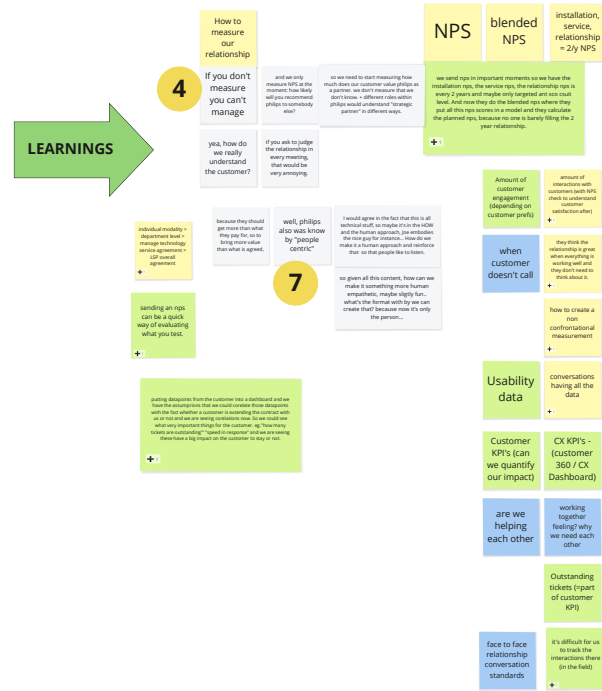 How to
measure
our
relationship
NPS
blended
NPS
installation,
service,
relationship
= 2/y NPS
4
If you don't
measure
you can't
manage
and we only
measure NPS at the
moment: how likely
will you recommend
philips to somebody
else?
so we need to start measuring how
much does our customer value philips as
a partner. we don't measure that we
don't know. + different roles within
philips would understand "strategic
partner" in different ways.
we send nps in important moments so we have the
installation nps, the service nps, the relationship nps is
every 2 years and maybe only targeted ant xco csuit
level. And now they do the blended nps where they
put all this nps scores in a model and they calculate
the planned nps, because no one is barely filling the 2
year relationship.
LEARNINGS
yea, how do
we really
understand
the customer?
if you ask to judge
the relationship in
every meeting,
that would be
very annoying.
Amount of
customer
engagement
(depending on
customer prefs)
amount of
interactions with
customers (with NPS
check to understand
customer
satisfaction after)
individual modality >
department level >
manage technology
service agreement >
LSP overall
agreement
because they should
get more than what
they pay for, so to
bring more value
than what is agreed,
well, philips
also was know
by "people
centric"
I would agree in the fact that this is all
technical stuff, so maybe it's in the HOW
and the human approach, joe embodies
the nice guy for instance... How do we
make it a human approach and reinforce
that. so that people like to listen.
when
customer
doesn't call
they think the
relationship is great
when everything is
working well and
they don't need to
think about it.
7
so given all this content, how can we
make it something more human
empathetic, maybe sligtly fun..
what's the format with by we can
create that? because now it's only
the person...
sending an nps
can be a quick
way of evaluating
what you test.
how to create a
non
confrontational
measurement
Usability
data
conversations
having all the
data
putting datapoints from the customer into a dashboard and we
have the assumprions that we could corelate those datapoints
with the fact whether a customer is extending the contract with
us or not and we are seeing corelations now. So we could see
what very important things for the customer. eg."how many
tickets are outstanding" "speed in response" and we are seeing
these have a big impact on the customer to stay or not.
Customer
KPI's (can
we quantify
our impact)
CX KPI's -
(customer
360 / CX
Dashboard)
are we
helping
each other
working
together
feeling? why
we need each
other
Outstanding
tickets (=part
of customer
KPI)
face to face
relationship
conversation
standards
it's difficult for us
to track the
interactions there
(in the field)